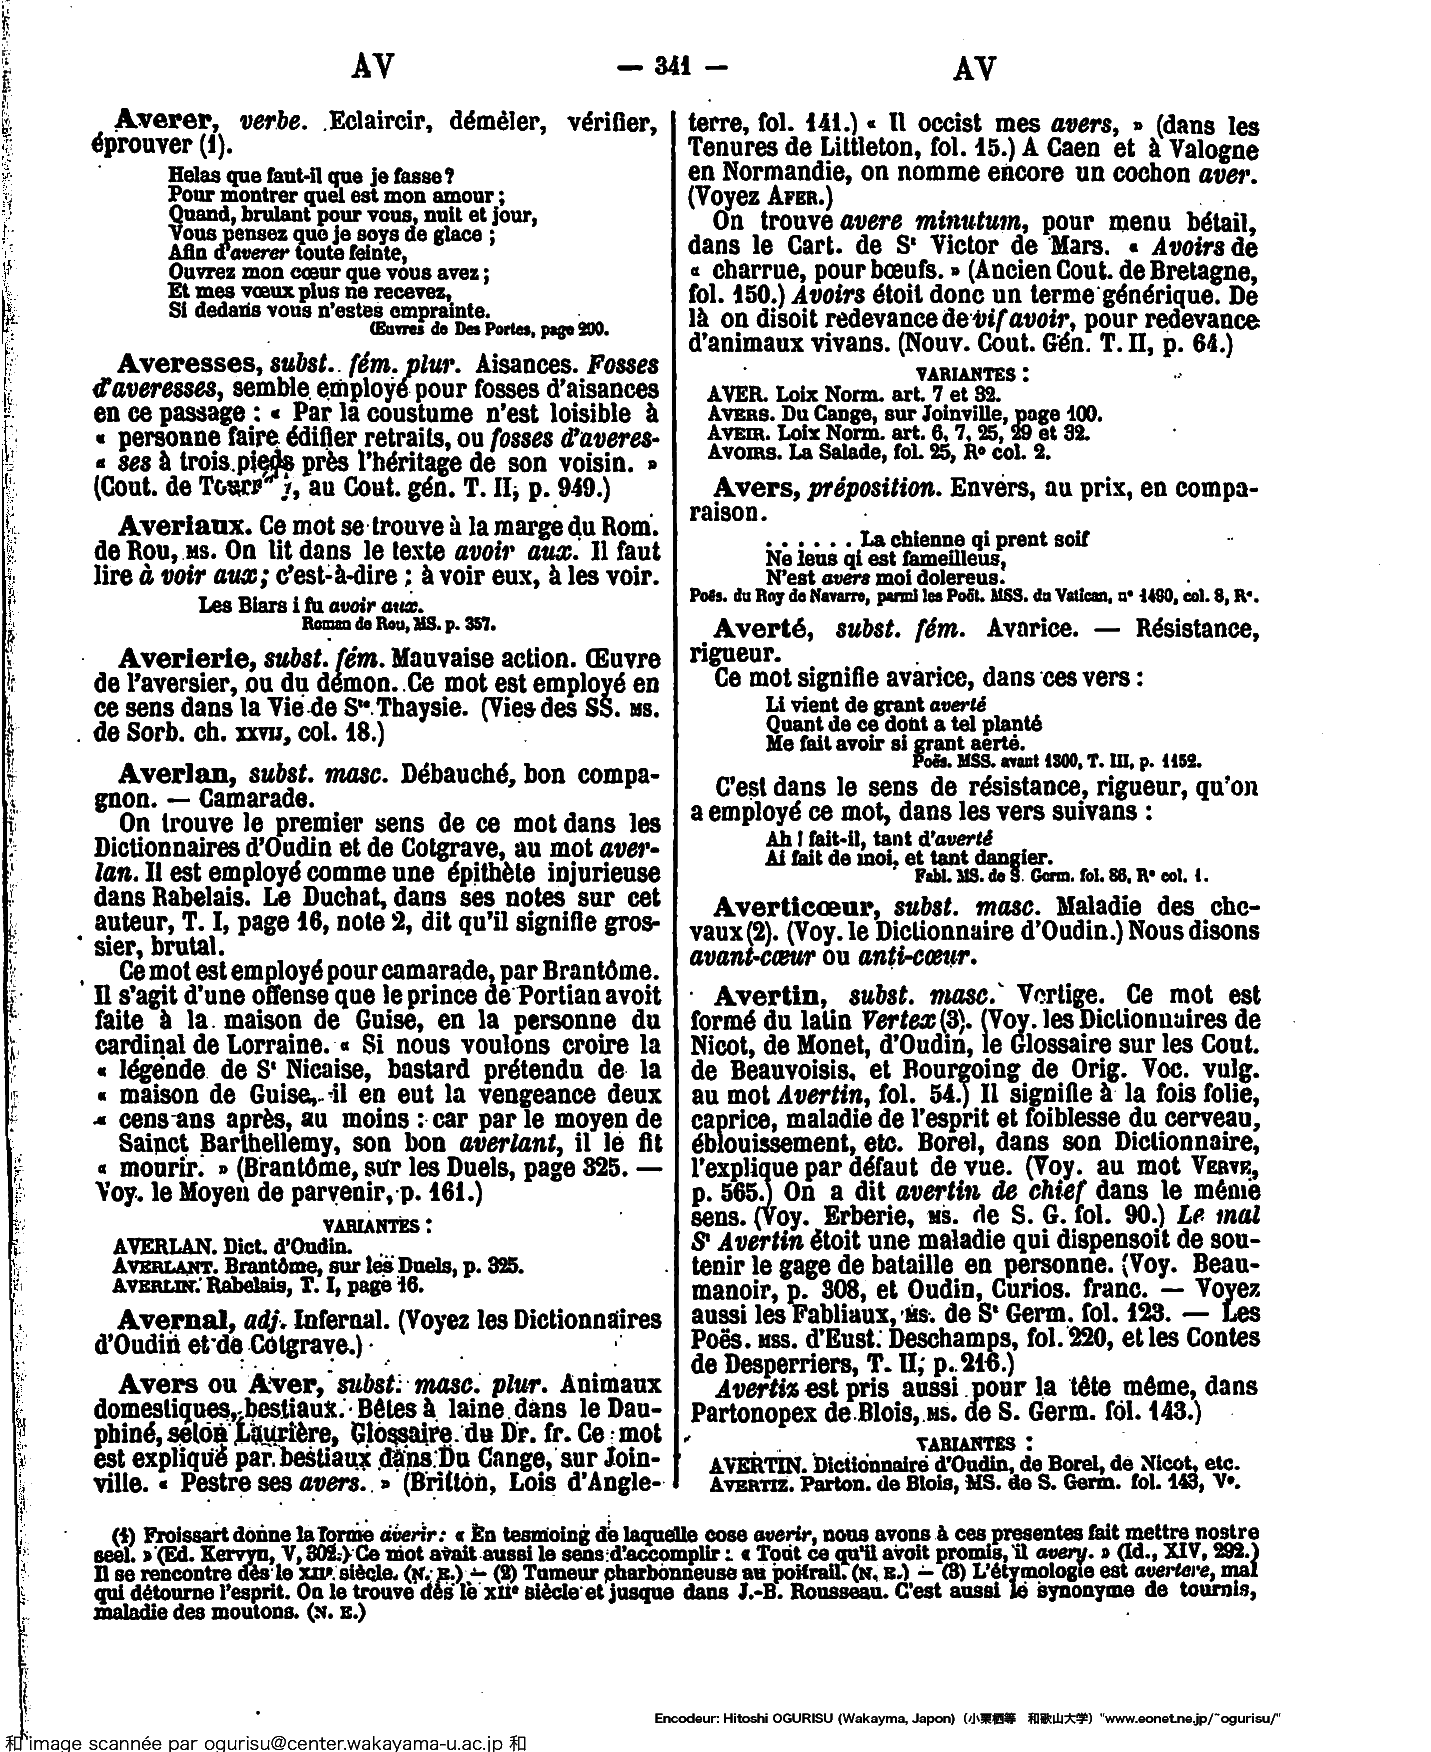 AV — 341 — AV
Averer, verbe. Eclaircir, démêler, vérifier,
éprouver (1).
Helas que faut-il que je fasse?
Pour montrer quel est mon amour;
Quand, brulant pour vous, nuit et jour,
Vous pensez que je soys de glace;
Afin d'averer toute feinte,
Ouvrez mon cœur que vous avez;
Et mes vœux plus ne recevez,
Si dedans vous n'estes emprainte.
Œuvres de Des Portes, page 200.
Averesses, subst. fém. plur. Aisances. Fosses
d'averesses, semble employé pour fosses d'aisances
en ce passage : « Par la coustume n'est loisible à
« personne faire édifier retraits, ou fosses d'averes-
« ses à trois pieds près l'héritage de son voisin. »
(Cout. de au Cout. gén. T. II, p. 949.)
Averiaux. Ce mot se trouve à la marge du Rom.
de Rou, MS. On lit dans le texte avoir aux. Il faut
lire à voir aux; c'est-à-dire : à voir eux, à les voir.
Les Biars i fu avoir aux.
Roman de Rou, MS. p. 357.
Averierie, subst. fém. Mauvaise action. Œuvre
de l'aversier, ou du démon. Ce mot est employé en
ce sens dans la Vie de Ste Thaysie. (Vies des SS. MS.
de Sorb. ch. XXVII, col. 18.)
Averlan, subst. masc. Débauché, bon compa-
gnon. — Camarade.
On trouve le premier sens de ce mot dans les
Dictionnaires d'Oudin et de Cotgrave, au mot aver-
lan. Il est employé comme une épithète injurieuse
dans Rabelais. Le Duchat, dans ses notes sur cet
auteur, T. I, page 16, note 2, dit qu'il signifie gros-
sier, brutal.
Ce mot est employé pour camarade, par Brantôme.
Il s'agit d'une offense que le prince de Portian avoit
faite à la maison de Guise, en la personne du
cardinal de Lorraine. « Si nous voulons croire la
« légende de St Nicaise, bastard prétendu de la
« maison de Guise, il en eut la vengeance deux
« cens ans après, au moins : car par le moyen de
Sainct Barthellemy, son bon averlant, il le fit
« mourir. » (Brantôme, sur les Duels, page 325. —
Voy. le Moyen de parvenir, p. 161.)
VARIANTES :
AVERLAN. Dict. d'Oudin.
AVERLANT. Brantôme, sur les Duels, p. 325.
AVERLIN. Rabelais, T. I, page 16.
Avernal, adj. Infernal. (Voyez les Dictionnaires
d'Oudin et de Cotgrave.)
Avers ou Aver, subst. masc. plur. Animaux
domestiques, bestiaux. Bêtes à laine dans le Dau-
phiné, selon Laurière, Glossaire du Dr. fr. Ce mot
est expliqué par bestiaux dans Du Cange, sur Join-
ville. « Pestre ses avers. » (Britton, Lois d'Angle-
terre, fol. 141.) « Il occist mes avers, » (dans les
Tenures de Littleton, fol. 15.) A Caen et à Valogne
en Normandie, on nomme encore un cochon aver.
(Voyez AFER.)
On trouve avere minutum, pour menu bétail,
dans le Cart. de St Victor de Mars. « Avoirs de
« charrue, pour bœufs. » (Ancien Cout. de Bretagne,
fol. 150.) Avoirs étoit donc un terme générique. De
là on disoit redevance de vif avoir, pour redevance
d'animaux vivans. (Nouv. Cout. Gén. T. II, p. 64.)
VARIANTES :
AVER. Loix Norm. art. 7 et 32.
AVERS. Du Cange, sur Joinville, page 100.
AVEIR. Loix Norm. art. 6, 7, 25, 29 et 32.
AVOIRS. La Salade, fol. 25, Ro col. 2.
Avers, préposition. Envers, au prix, en compa-
raison.
. . . . . . La chienne qi prent soif
Ne leus qi est fameilleus,
N'est avers moi dolereus.
Poës. du Roy de Navarre, parmi les Poët. MSS. du Vatican, no 1490, col. 8, Ro.
Averté, subst. fém. Avarice. — Résistance,
rigueur.
Ce mot signifie avarice, dans ces vers :
Li vient de grant averté
Quant de ce dont a tel planté
Me fait avoir si grant aerté.
Poës. MSS. avant 1300, T. III, p. 1152.
C'est dans le sens de résistance, rigueur, qu'on
a employé ce mot, dans les vers suivans :
Ah! fait-il, tant d'averté
Ai fait de moi, et tant dangier.
Fabl. MS. de S. Germ. fol. 86, Ro col. 1.
Averticœur, subst. masc. Maladie des che-
vaux (2). (Voy. le Dictionnaire d'Oudin.) Nous disons
avant-cœur ou anti-cœur.
Avertin, subst. masc. Vertige. Ce mot est
formé du latin Vertex (3). (Voy. les Dictionnaires de
Nicot, de Monet, d'Oudin, le Glossaire sur les Cout.
de Beauvoisis, et Bourgoing de Orig. Voc. vulg.
au mot Avertin, fol. 54.) Il signifie à la fois folie,
caprice, maladie de l'esprit et foiblesse du cerveau,
éblouissement, etc. Borel, dans son Dictionnaire,
l'explique par défaut de vue. (Voy. au mot VERVE,
p. 565.) On a dit avertin de chief dans le même
sens. (Voy. Erberie, MS. de S. G. fol. 90.) Le mal
St Avertin étoit une maladie qui dispensoit de sou-
tenir le gage de bataille en personne. (Voy. Beau-
manoir, p. 308, et Oudin, Curios. franc. — Voyez
aussi les Fabliaux, MS. de St Germ. fol. 123. — Les
Poës. MSS. d'Eust. Deschamps, fol. 220, et les Contes
de Desperriers, T. II, p. 216.)
Avertiz est pris aussi pour la tête même, dans
Partonopex de Blois, MS. de S. Germ. fol. 143.)
VARIANTES :
AVERTIN. Dictionnaire d'Oudin, de Borel, de Nicot, etc.
AVERTIZ. Parton. de Blois, MS. de S. Germ. fol. 143, Vo.
(1) Froissart donne la forme averir : « En tesmoing de laquelle cose averir, nous avons à ces presentes fait mettre nostre
seel. » (Ed. Kervyn, V, 302.) Ce mot avait aussi le sens d'accomplir : « Tout ce qu'il avoit promis, il avery. » (Id., XIV, 292.)
Il se rencontre dès le XIIe siècle. (N. E.) — (2) Tumeur charbonneuse au poitrail. (N. E.) — (3) L'étymologie est avertere, mal
qui détourne l'esprit. On le trouve dès le XIIe siècle et jusque dans J.-B. Rousseau. C'est aussi le synonyme de tournis,
maladie des moutons. (N. E.)
Encodeur: Hitoshi OGURISU (Wakayma, Japon) (小栗栖等 和歌山大学) "www.eonet.ne.jp/~ogurisu/"
和 image scannée par ogurisu@center.wakayama-u.ac.jp 和